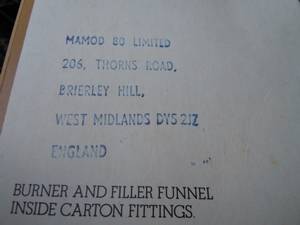 MAMOD 80 LIMITED
206, THORNS ROAD,
BRIERLEY HILL,
WEST MIDLANDS DY5 2JZ
ENGLAND
BURNER AND FILLER FUNNEL
INSIDE CARTON FITTINGS.